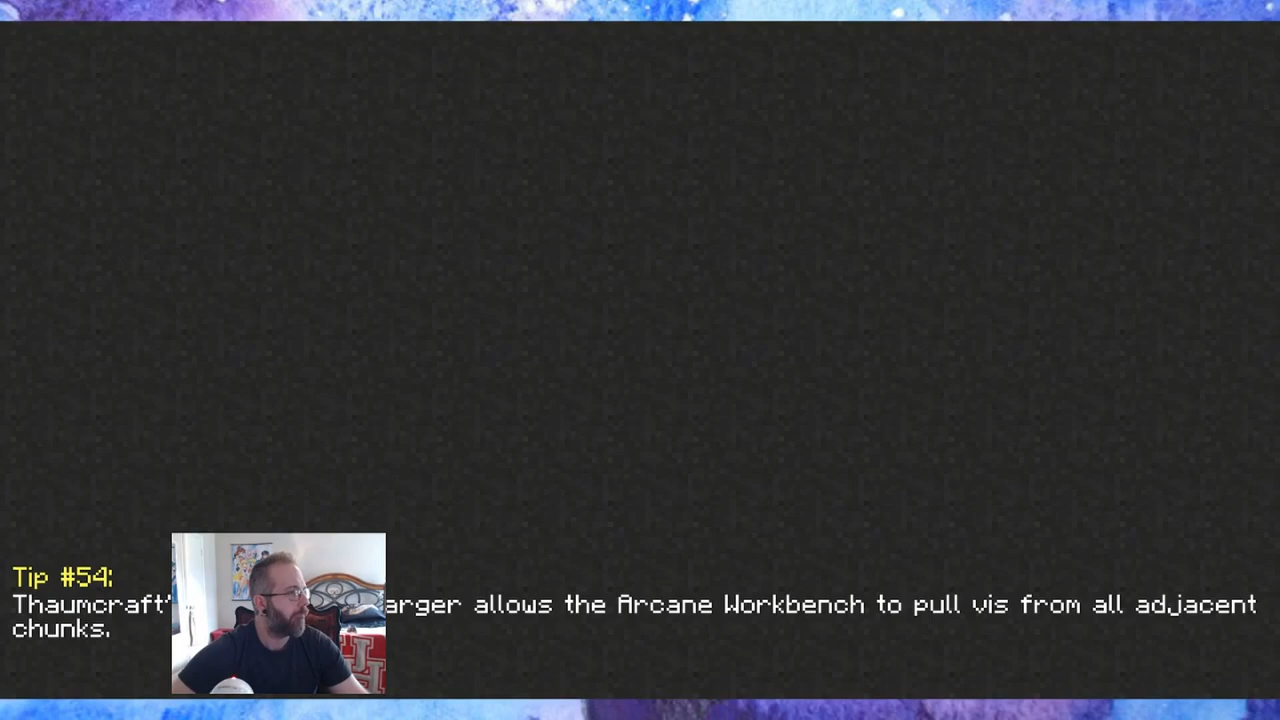 Tip #54:
Thaumcraft' arger allows the Arcane Workbench to pull vis from all adjacent
chunks.